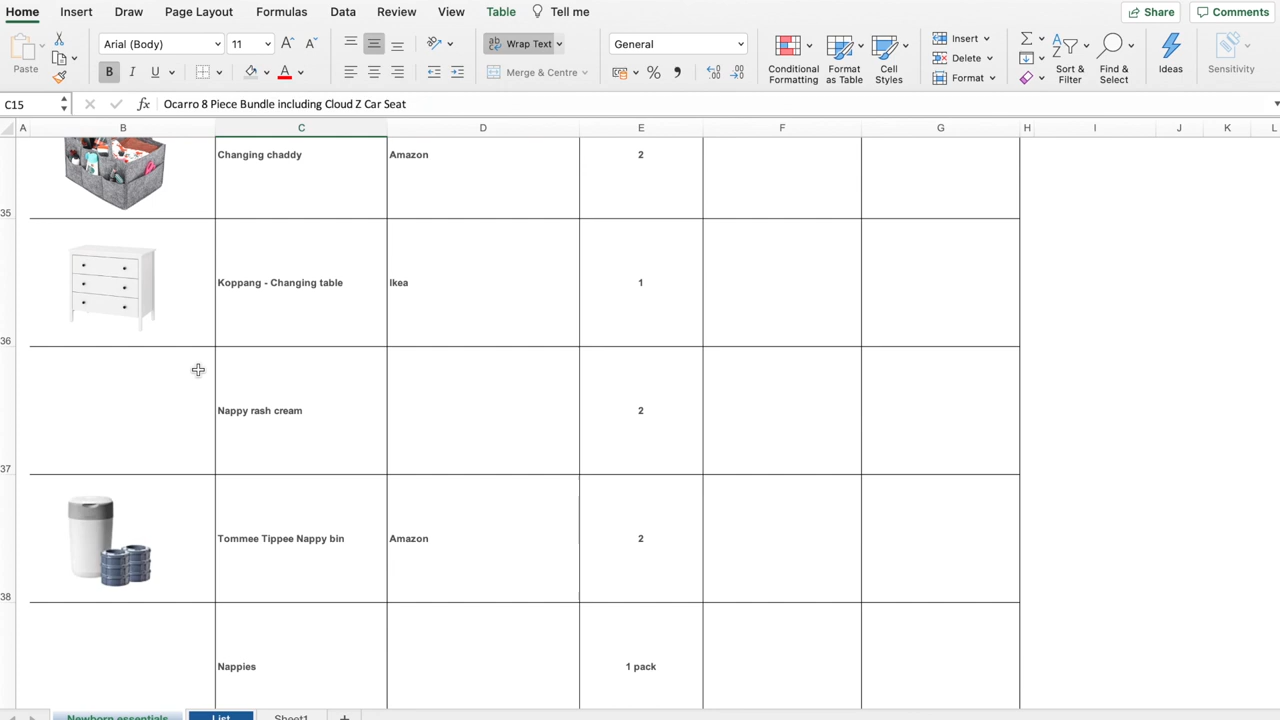 Home Insert Draw Page Layout Formulas Data Review View Table Tell me Share Comments
Paste Arial (Body) 11 A A Wrap Text General Insert Delete Format
B I U A Merge & Centre % Conditional Formatting Format as Table Cell Styles Sort & Filter Find & Select Ideas Sensitivity
C15 fx Ocarro 8 Piece Bundle including Cloud Z Car Seat
A B C D E F G H I J K L
Changing chaddy Amazon 2
35
Koppang - Changing table Ikea 1
36
Nappy rash cream 2
37
Tommee Tippee Nappy bin Amazon 2
38
Nappies 1 pack
Newborn essentials List Sheet1 +